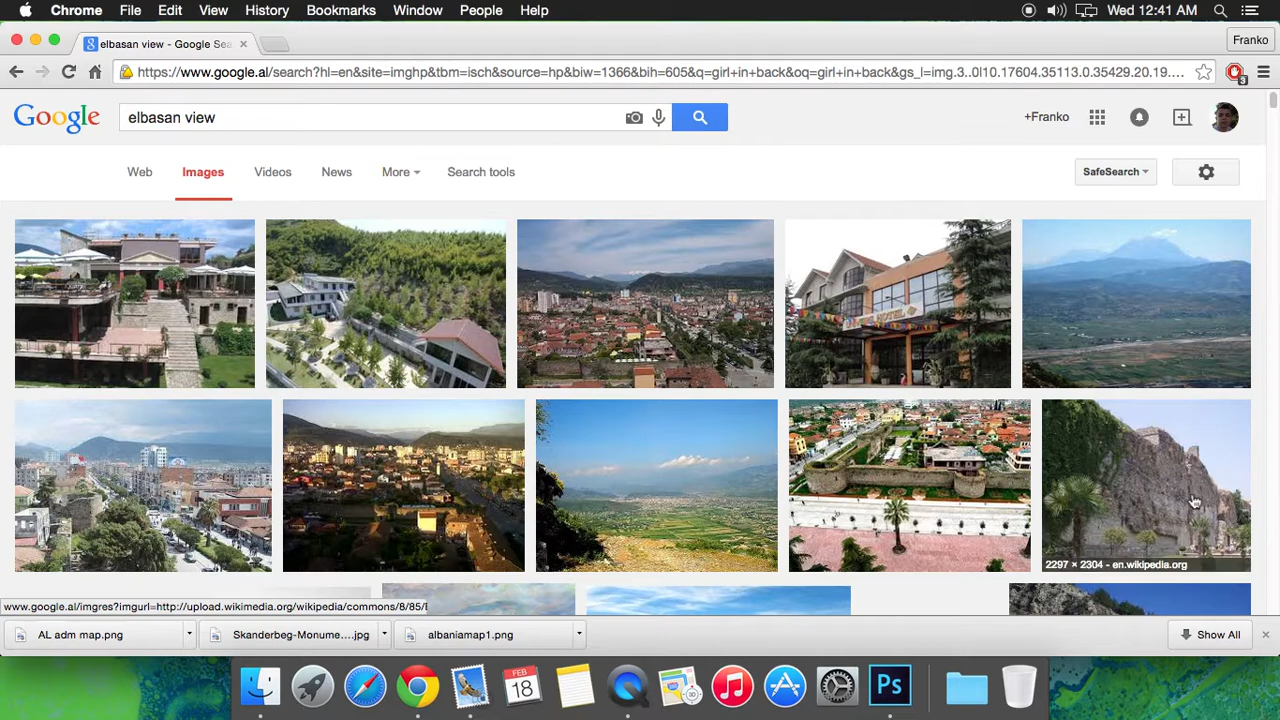 Chrome File Edit View History Bookmarks Window People Help Wed 12:41 AM
elbasan view - Google Sea
Franko
https://www.google.al/search?hl=en&site=imghp&tbm=isch&source=hp&biw=1366&bih=605&q=girl+in+back&oq=girl+in+back&gs_l=img.3..0l10.17604.35113.0.35429.20.19....
3
Google elbasan view +Franko
Web Images Videos News More Search tools SafeSearch
HOTEL
2297 × 2304 - en.wikipedia.org
www.google.al/imgres?imgurl=http://upload.wikimedia.org/wikipedia/commons/8/85/
AL adm map.png Skanderbeg-Monume....jpg albaniamap1.png Show All
FEB
18
30
Ps